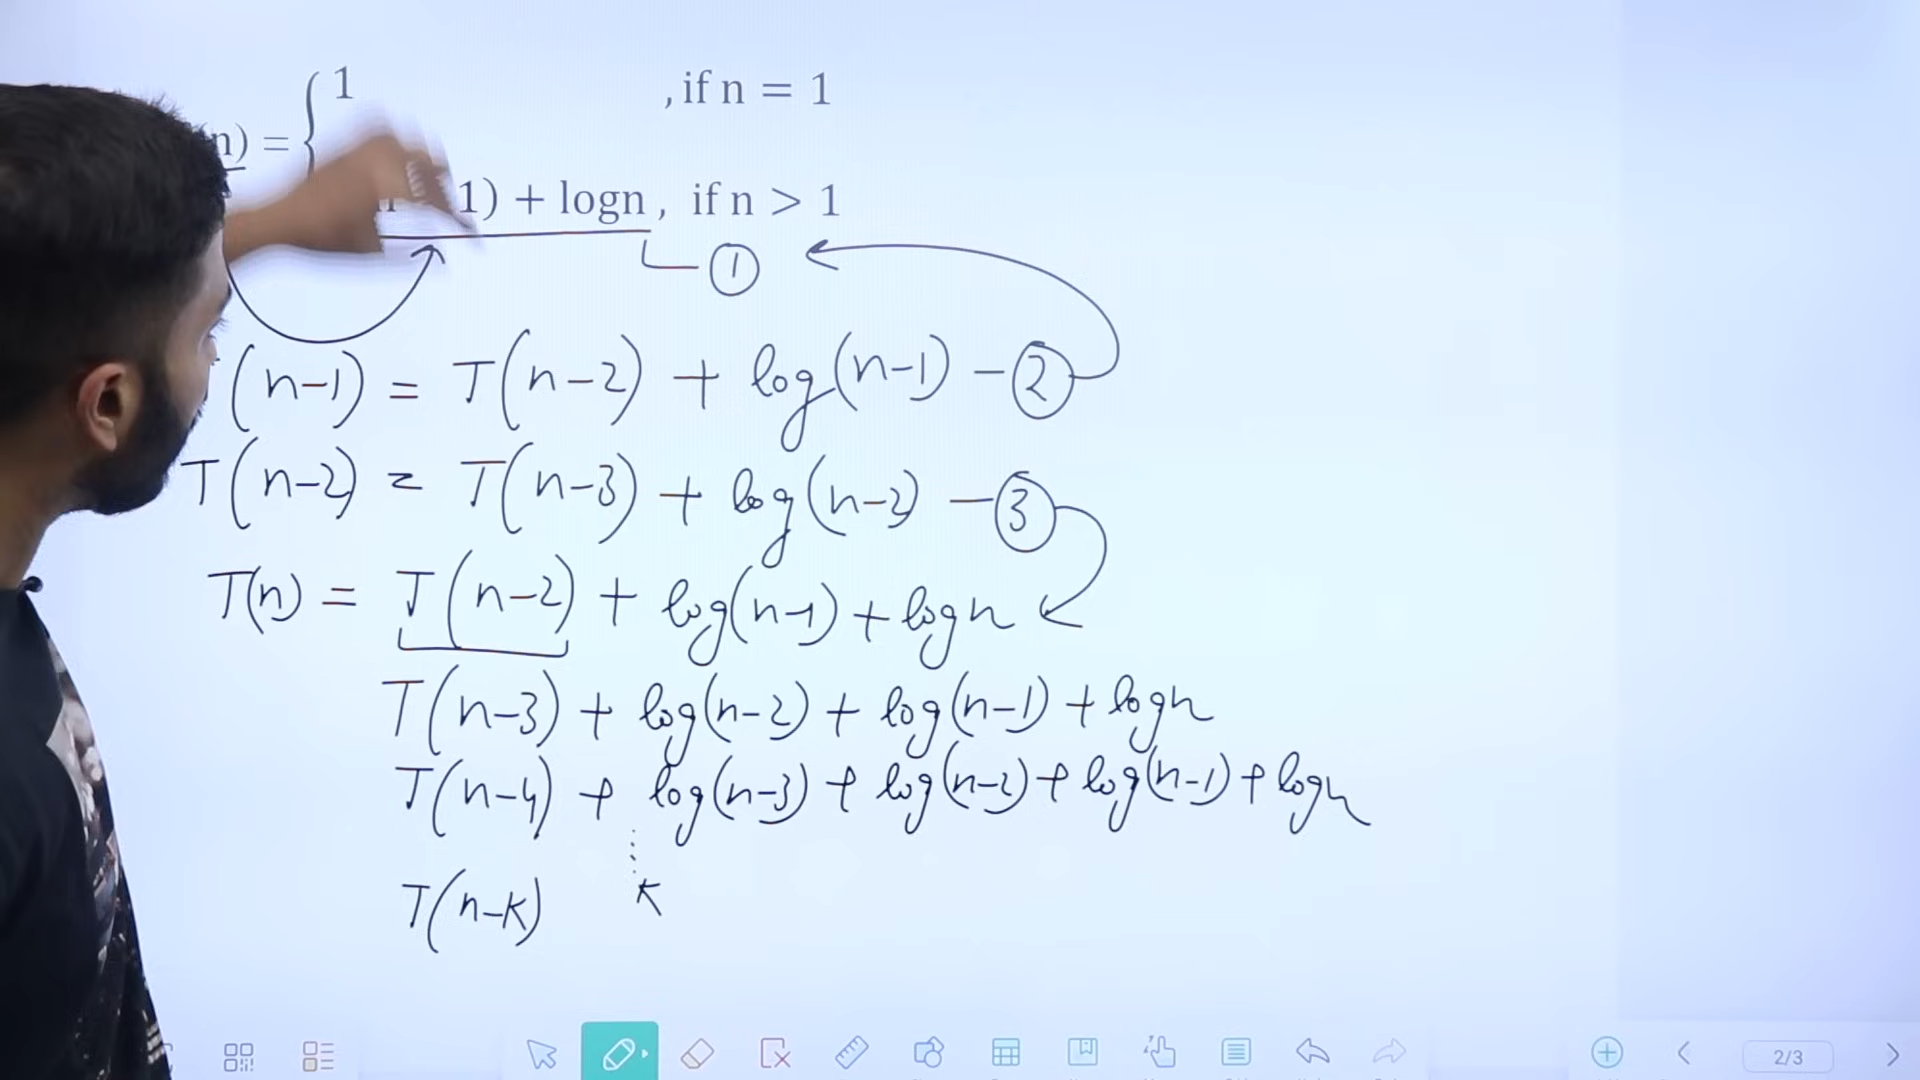 1 , if n = 1
n) = {
1) + logn , if n > 1
①
(n-1) = T(n-2) + log(n-1) - ②
T(n-2) = T(n-3) + log(n-2) - ③
T(n) = T(n-2) + log(n-1) + logn
T(n-3) + log(n-2) + log(n-1) + logn
T(n-4) + log(n-3) + log(n-2) + log(n-1) + logn
T(n-k) k
2/3